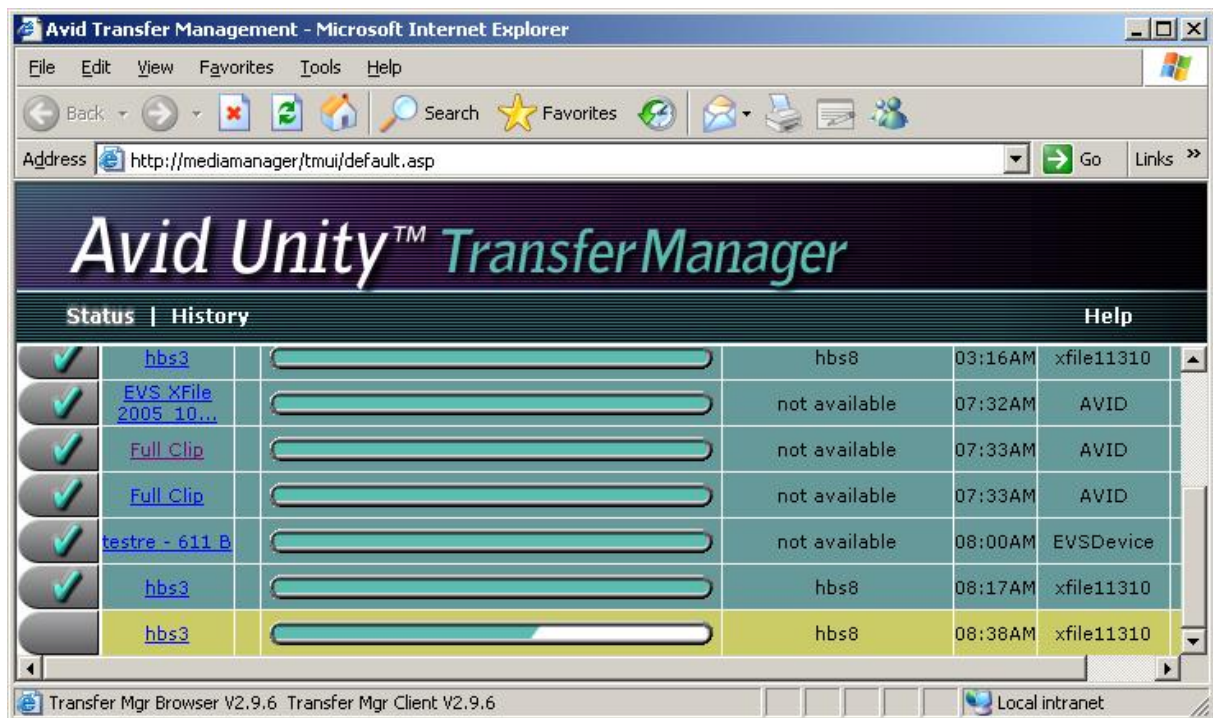 Avid Transfer Management - Microsoft Internet Explorer
File Edit View Favorites Tools Help
Back Search Favorites
Address http://mediamanager/tmui/default.asp Go Links »
Avid Unity™ TransferManager
Status | History Help
hbs3 hbs8 03:16AM xfile11310
EVS XFile
2005_10... not available 07:32AM AVID
Full Clip not available 07:33AM AVID
Full Clip not available 07:33AM AVID
testre - 611 B not available 08:00AM EVSDevice
hbs3 hbs8 08:17AM xfile11310
hbs3 hbs8 08:38AM xfile11310
Transfer Mgr Browser V2.9.6 Transfer Mgr Client V2.9.6 Local intranet